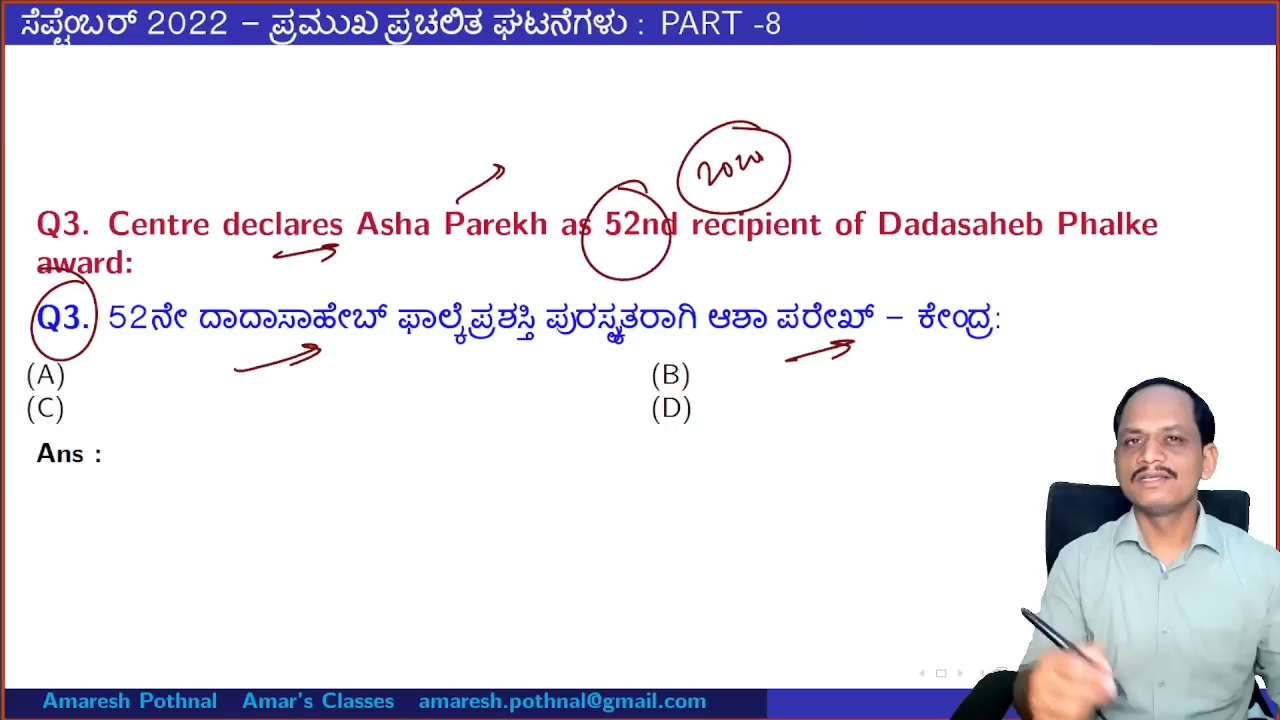 ಸೆಪ್ಟೆಂಬರ್ 2022 – ಪ್ರಮುಖ ಪ್ರಚಲಿತ ಘಟನೆಗಳು : PART -8
2020
Q3. Centre declares Asha Parekh as 52nd recipient of Dadasaheb Phalke
award:
Q3. 52ನೇ ದಾದಾಸಾಹೇಬ್ ಫಾಲ್ಕೆ ಪ್ರಶಸ್ತಿ ಪುರಸ್ಕೃತರಾಗಿ ಆಶಾ ಪರೇಖ್ – ಕೇಂದ್ರ:
(A) (B)
(C) (D)
Ans :
Amaresh Pothnal Amar's Classes amaresh.pothnal@gmail.com